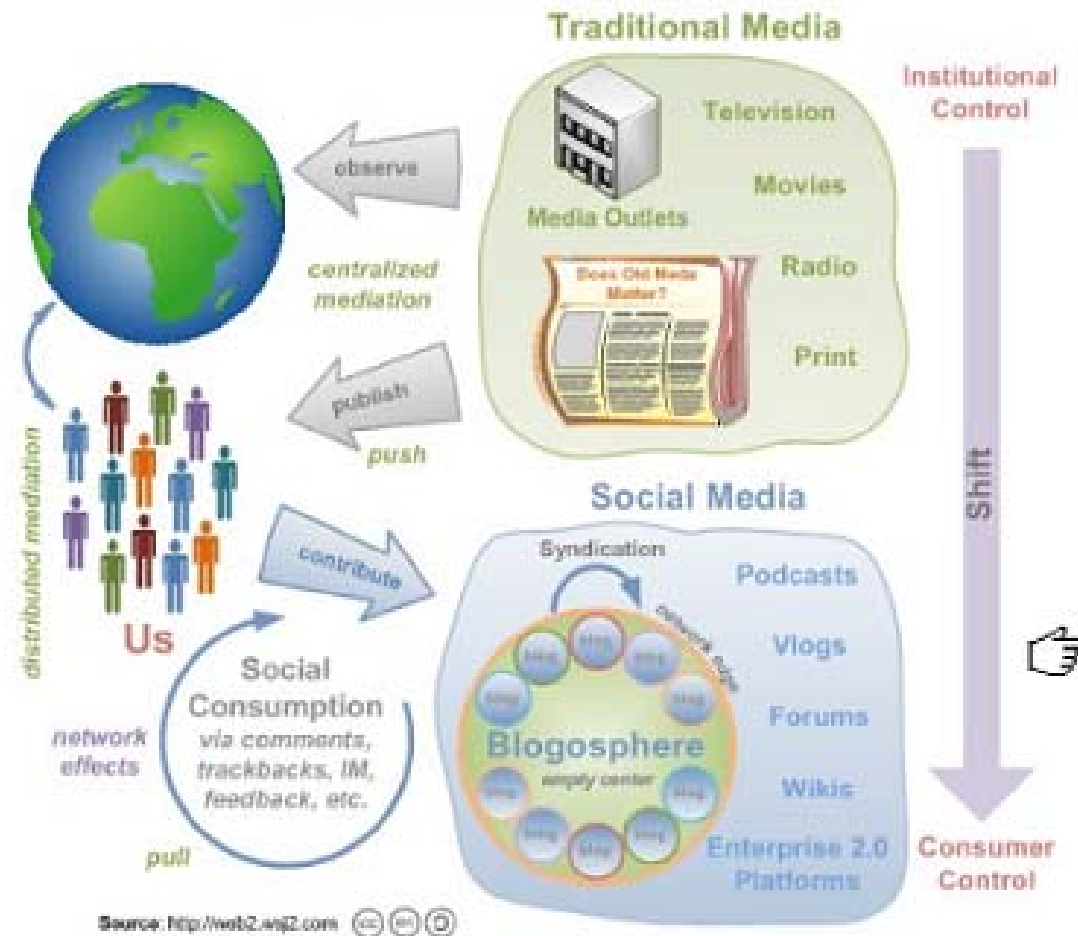 Traditional Media
Institutional
Control
Television
Movies
Media Outlets
Radio
Does Old Media
Matter?
Print
observe
centralized
mediation
publish
push
distributed mediation
Us
Shift
Social Media
contribute
Syndication
network edge
Podcasts
Vlogs
Forums
Wikis
Enterprise 2.0
Platforms
Blogosphere
empty center
Social
Consumption
via comments,
trackbacks, IM,
feedback, etc.
network
effects
pull
Consumer
Control
Source: http://web2.wsj2.com